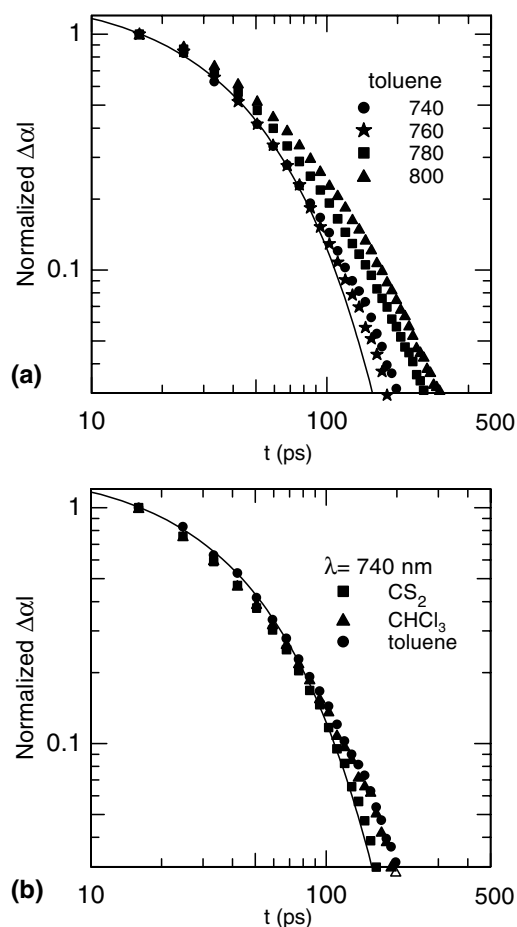 1
toluene
740
760
780
800
Normalized Δαl
0.1
(a)
10
100
500
t (ps)
1
λ= 740 nm
CS2
CHCl3
toluene
Normalized Δαl
0.1
(b)
10
100
500
t (ps)